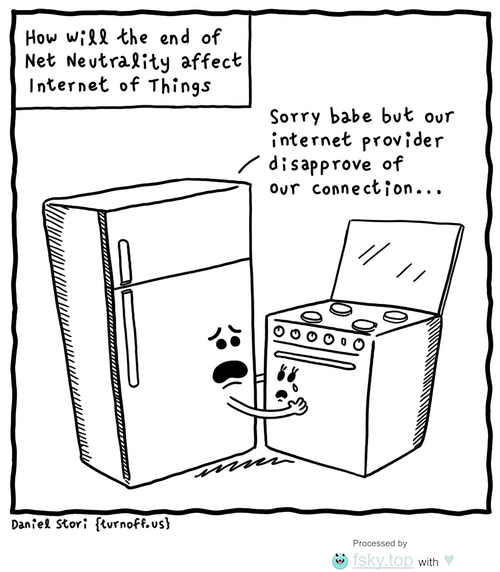 How will the end of
Net Neutrality affect
Internet of Things
Sorry babe but our
internet provider
disapprove of
our connection...
Daniel Stori {turnoff.us}
Processed by
fsky.top with